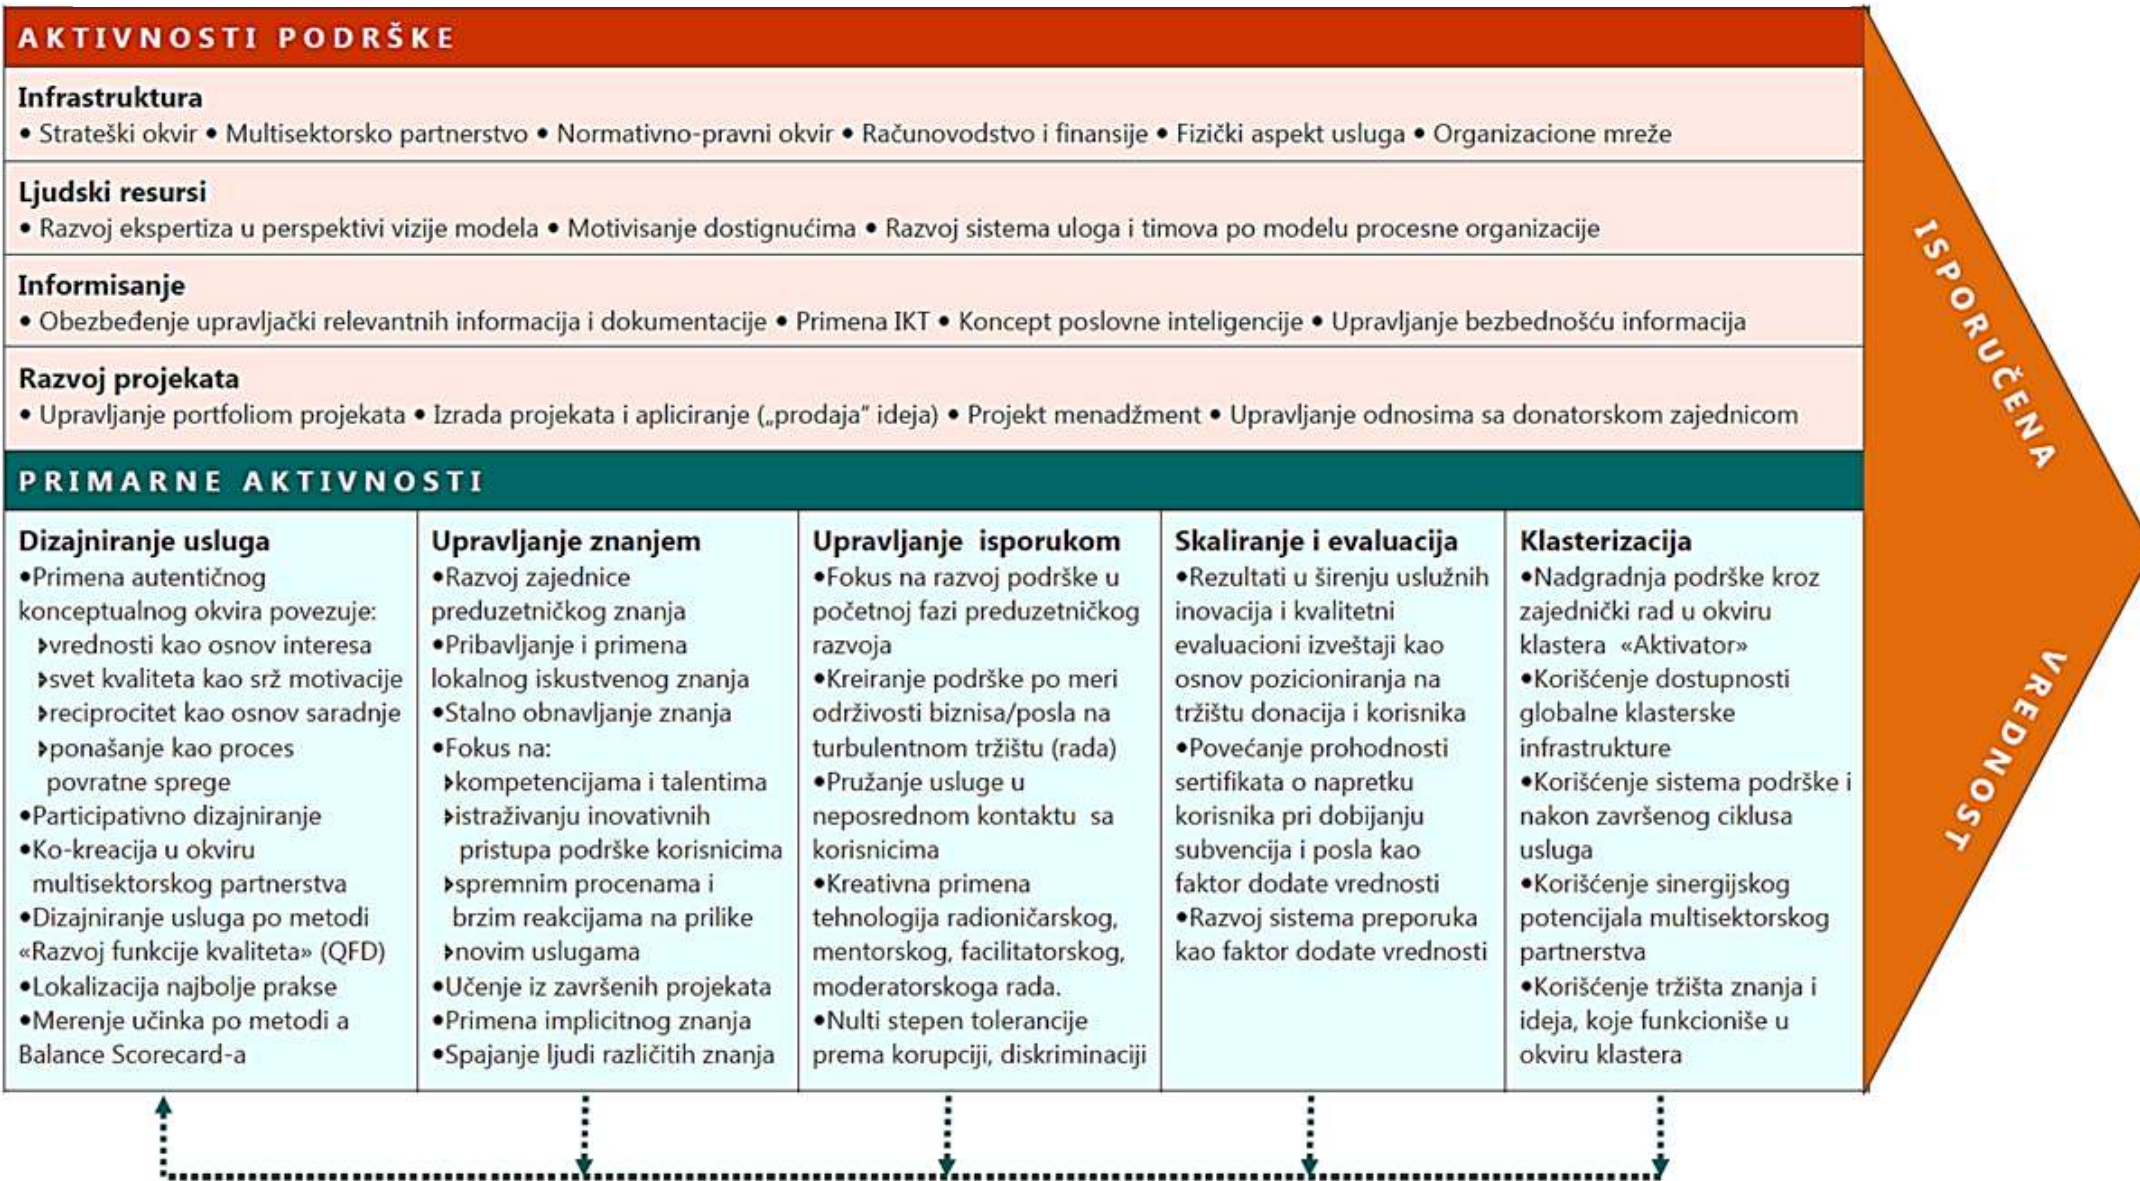 AKTIVNOSTI PODRŠKE
Infrastruktura
• Strateški okvir • Multisektorsko partnerstvo • Normativno-pravni okvir • Računovodstvo i finansije • Fizički aspekt usluga • Organizacione mreže
Ljudski resursi
• Razvoj ekspertiza u perspektivi vizije modela • Motivisanje dostignućima • Razvoj sistema uloga i timova po modelu procesne organizacije
Informisanje
• Obezbeđenje upravljački relevantnih informacija i dokumentacije • Primena IKT • Koncept poslovne inteligencije • Upravljanje bezbednošću informacija
Razvoj projekata
• Upravljanje portfoliom projekata • Izrada projekata i apliciranje („prodaja“ ideja) • Projekt menadžment • Upravljanje odnosima sa donatorskom zajednicom
PRIMARNE AKTIVNOSTI
Dizajniranje usluga
•Primena autentičnog
konceptualnog okvira povezuje:
vrednosti kao osnov interesa
svet kvaliteta kao srž motivacije
reciprocitet kao osnov saradnje
ponašanje kao proces
povratne sprege
•Participativno dizajniranje
•Ko-kreacija u okviru
multisektorskog partnerstva
•Dizajniranje usluga po metodi
«Razvoj funkcije kvaliteta» (QFD)
•Lokalizacija najbolje prakse
•Merenje učinka po metodi a
Balance Scorecard-a
Upravljanje znanjem
•Razvoj zajednice
preduzetničkog znanja
•Pribavljanje i primena
lokalnog iskustvenog znanja
•Stalno obnavljanje znanja
•Fokus na:
kompetencijama i talentima
istraživanju inovativnih
pristupa podrške korisnicima
spremnim procenama i
brzim reakcijama na prilike
novim uslugama
•Učenje iz završenih projekata
•Primena implicitnog znanja
•Spajanje ljudi različitih znanja
Upravljanje isporukom
•Fokus na razvoj podrške u
početnoj fazi preduzetničkog
razvoja
•Kreiranje podrške po meri
održivosti biznisa/posla na
turbulentnom tržištu (rada)
•Pružanje usluge u
neposrednom kontaktu sa
korisnicima
•Kreativna primena
tehnologija radioničarskog,
mentorskog, facilitatorskog,
moderatorskoga rada.
•Nulti stepen tolerancije
prema korupciji, diskriminaciji
Skaliranje i evaluacija
•Rezultati u širenju uslužnih
inovacija i kvalitetni
evaluacioni izveštaji kao
osnov pozicioniranja na
tržištu donacija i korisnika
•Povećanje prohodnosti
sertifikata o napretku
korisnika pri dobijanju
subvencija i posla kao
faktor dodate vrednosti
•Razvoj sistema preporuka
kao faktor dodate vrednosti
Klasterizacija
•Nadgradnja podrške kroz
zajednički rad u okviru
klastera «Aktivator»
•Korišćenje dostupnosti
globalne klasterske
infrastrukture
•Korišćenje sistema podrške i
nakon završenog ciklusa
usluga
•Korišćenje sinergijskog
potencijala multisektorskog
partnerstva
•Korišćenje tržišta znanja i
ideja, koje funkcioniše u
okviru klastera
ISPORUČENA
VREDNOST